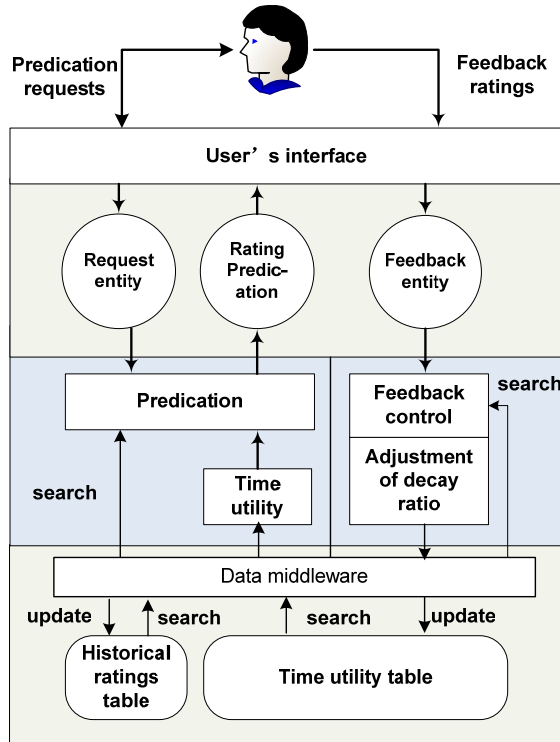 Predication
requests
Feedback
ratings
User’ s interface
Request
entity
Rating
Predic-
ation
Feedback
entity
Predication
Feedback
control
search
Adjustment
of decay
ratio
search
Time
utility
Data middleware
update
search
search
update
Historical
ratings
table
Time utility table